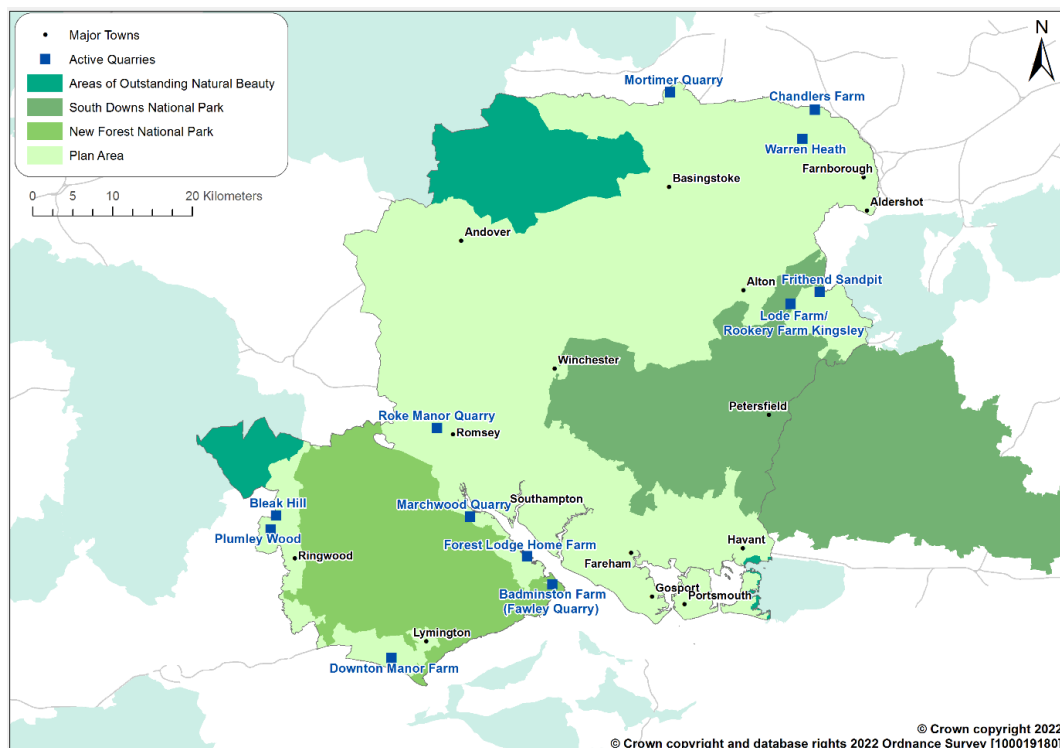 Major Towns
Active Quarries
Areas of Outstanding Natural Beauty
South Downs National Park
New Forest National Park
Plan Area
0 5 10 20 Kilometers
N
Mortimer Quarry
Chandlers Farm
Warren Heath
Farnborough
Basingstoke
Aldershot
Andover
Alton
Frithend Sandpit
Lode Farm/
Rookery Farm Kingsley
Winchester
Petersfield
Roke Manor Quarry
Romsey
Bleak Hill
Marchwood Quarry
Southampton
Plumley Wood
Forest Lodge Home Farm
Havant
Ringwood
Fareham
Badminston Farm
(Fawley Quarry)
Gosport
Portsmouth
Lymington
Downton Manor Farm
© Crown copyright 2022
© Crown copyright and database rights 2022 Ordnance Survey [100019180]